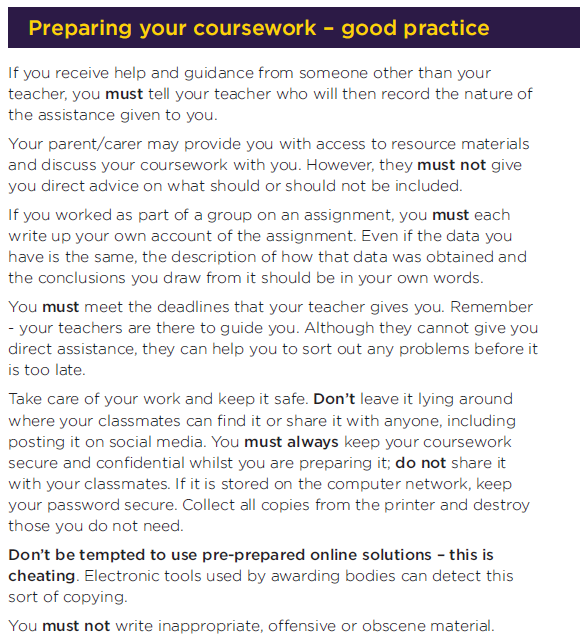 Preparing your coursework – good practice
If you receive help and guidance from someone other than your
teacher, you must tell your teacher who will then record the nature of
the assistance given to you.
Your parent/carer may provide you with access to resource materials
and discuss your coursework with you. However, they must not give
you direct advice on what should or should not be included.
If you worked as part of a group on an assignment, you must each
write up your own account of the assignment. Even if the data you
have is the same, the description of how that data was obtained and
the conclusions you draw from it should be in your own words.
You must meet the deadlines that your teacher gives you. Remember
- your teachers are there to guide you. Although they cannot give you
direct assistance, they can help you to sort out any problems before it
is too late.
Take care of your work and keep it safe. Don't leave it lying around
where your classmates can find it or share it with anyone, including
posting it on social media. You must always keep your coursework
secure and confidential whilst you are preparing it; do not share it
with your classmates. If it is stored on the computer network, keep
your password secure. Collect all copies from the printer and destroy
those you do not need.
Don't be tempted to use pre-prepared online solutions – this is
cheating. Electronic tools used by awarding bodies can detect this
sort of copying.
You must not write inappropriate, offensive or obscene material.